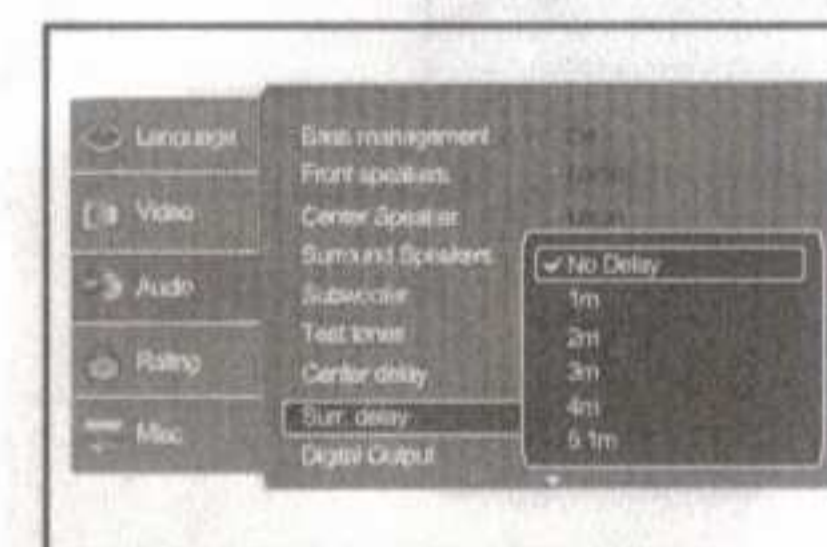 Language
Video
Audio
Rating
Misc
Bass management
Front speakers
Center Speaker
Surround Speakers
Subwoofer
Test tones
Center delay
Surr. delay
Digital Output
Off
No Delay
1m
2m
3m
4m
5.1m